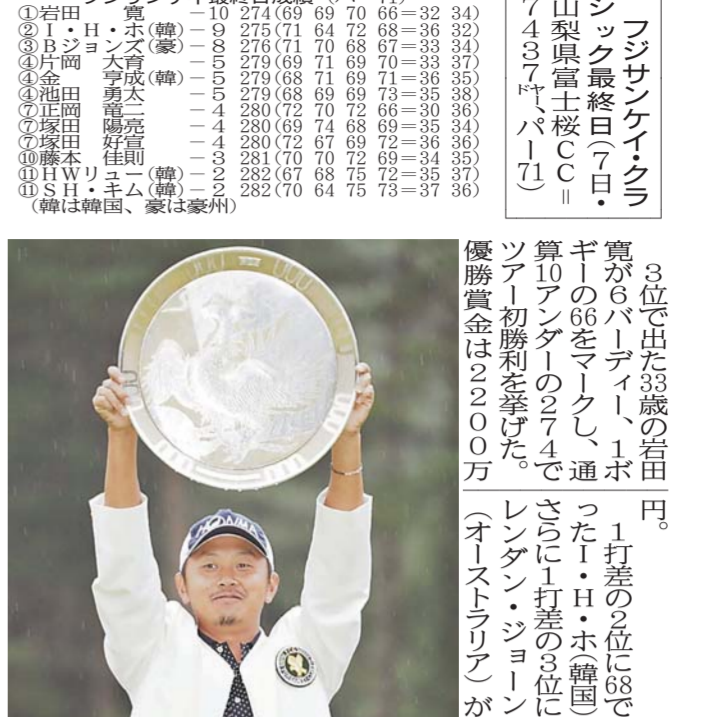 フジサンケイ・クラ
シック最終日(7日・
山梨県富士桜CC=
7437ヤー、パー71)
①岩田 寛 −10 274(69 69 70 66=32 34)
②I・H・ホ(韓)−9 275(71 64 72 68=36 32)
③Bジョンズ(豪)−8 276(71 70 68 67=33 34)
④片岡 大育 −5 279(69 71 69 70=33 37)
④金 亨成(韓)−5 279(68 71 69 71=36 35)
④池田 勇太 −5 279(68 69 69 73=35 38)
⑦正岡 竜二 −4 280(72 70 72 66=30 36)
⑦塚田 陽亮 −4 280(69 74 68 69=35 34)
⑦塚田 好宣 −4 280(72 67 69 72=36 36)
⑩藤本 佳則 −3 281(70 70 72 69=34 35)
⑪HWリュー(韓)−2 282(67 68 75 72=35 37)
⑪SH・キム(韓)−2 282(70 64 75 73=37 36)
(韓は韓国、豪は豪州)
3位で出た33歳の岩田
寛が6バーディー、1ボ
ギーの66をマークし、通
算10アンダーの274で
ツアー初勝利を挙げた。
優勝賞金は2200万
円。
1打差の2位に68で
ったI・H・ホ(韓国)
さらに1打差の3位に
レンダン・ジョーン
(オーストラリア)が
HONMA